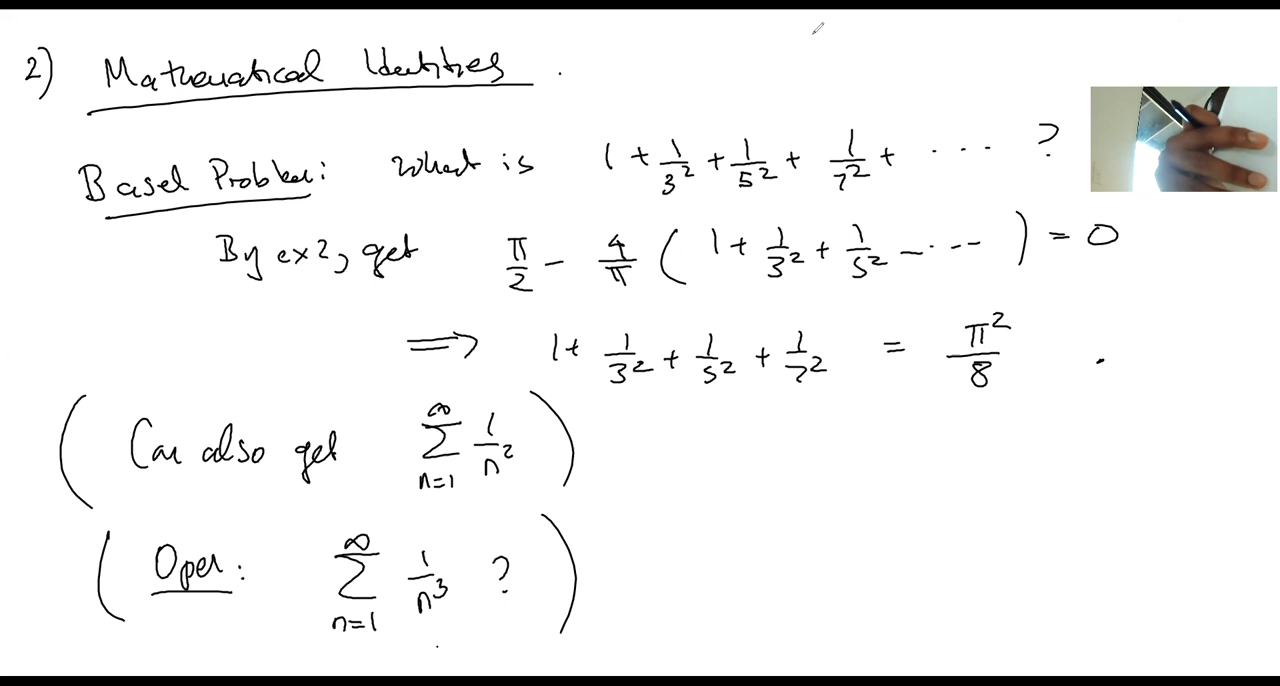 2) Mathematical Identities.
Basel Problem: What is 1 + 1/3² + 1/5² + 1/7² + ···· ?
By ex2, get π/2 - 4/π ( 1 + 1/3² + 1/5² - ···-- ) = 0
⟹ 1 + 1/3² + 1/5² + 1/7² = π²/8 .
( Can also get ∑_{n=1}^{∞} 1/n² )
( Open: ∑_{n=1}^{∞} 1/n³ ? )